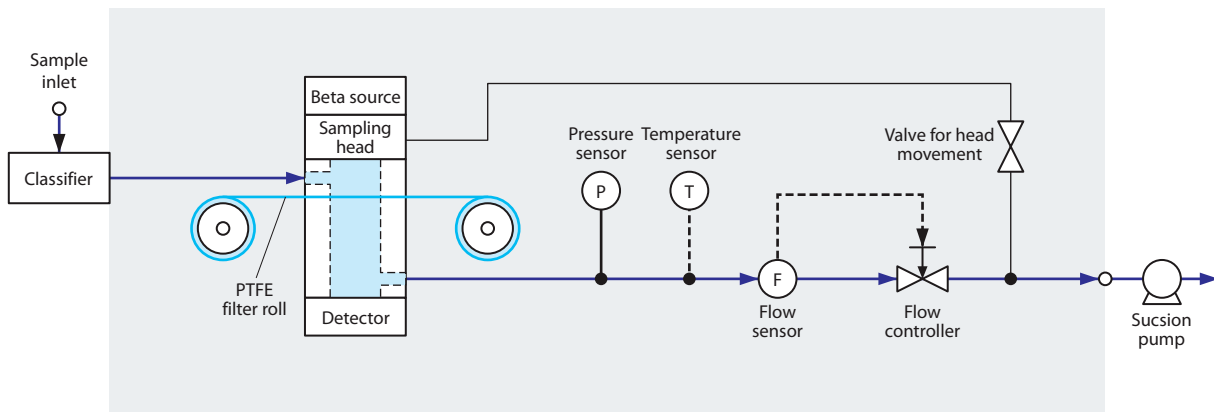 Sample
inlet
Classifier
Beta source
Sampling
head
PTFE
filter roll
Detector
Pressure
sensor
P
Temperature
sensor
T
F
Flow
sensor
Flow
controller
Valve for head
movement
Sucsion
pump